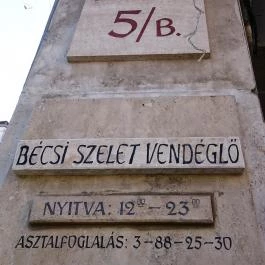 5/B.
BÉCSI SZELET VENDÉGLŐ
NYITVA: 12⁰⁰-23⁰⁰
ASZTALFOGLALÁS: 3-88-25-30